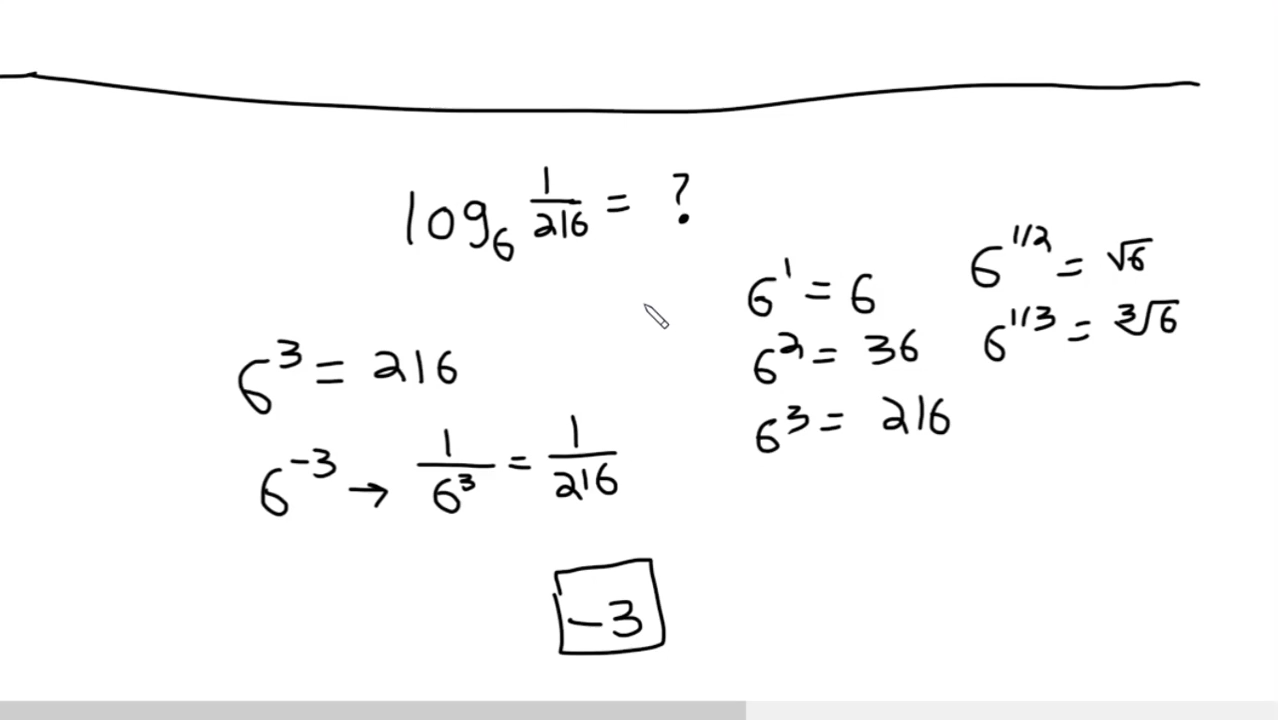 log₆ 1/216 = ?
6¹ = 6
6² = 36
6³ = 216
6^1/2 = √6
6^1/3 = ³√6
6³ = 216
6⁻³ → 1/6³ = 1/216
-3